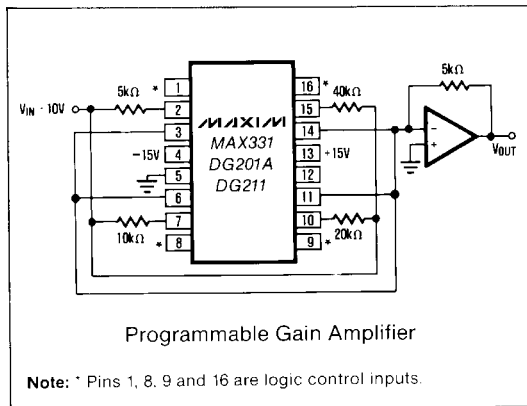 5kΩ * 1 16 * 40kΩ 5kΩ
VIN - 10V 2 15
3 MAXIM 14 -
-15V 4 MAX331 13 +15V + VOUT
5 DG201A 12
6 DG211 11
7 10
10kΩ * 8 9 * 20kΩ
Programmable Gain Amplifier
Note: * Pins 1, 8, 9 and 16 are logic control inputs.